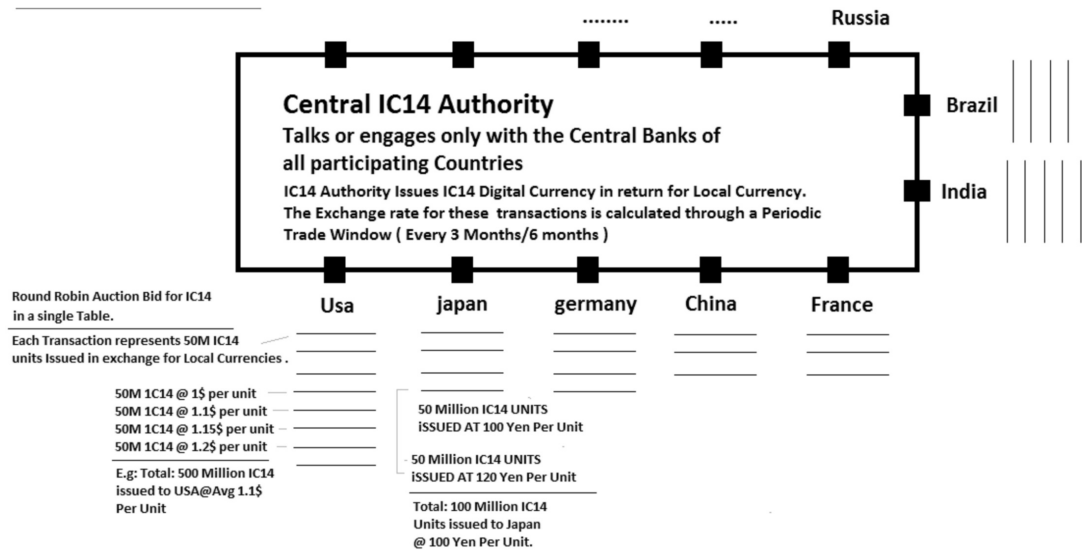 ........ ..... Russia
Central IC14 Authority
Talks or engages only with the Central Banks of
all participating Countries
IC14 Authority Issues IC14 Digital Currency in return for Local Currency.
The Exchange rate for these transactions is calculated through a Periodic
Trade Window ( Every 3 Months/6 months )
Brazil
India
Usa japan germany China France
Round Robin Auction Bid for IC14
in a single Table.
Each Transaction represents 50M IC14
units Issued in exchange for Local Currencies .
50M 1C14 @ 1$ per unit
50M 1C14 @ 1.1$ per unit
50M 1C14 @ 1.15$ per unit
50M 1C14 @ 1.2$ per unit
E.g: Total: 500 Million IC14
issued to USA@Avg 1.1$
Per Unit
50 Million IC14 UNITS
iSSUED AT 100 Yen Per Unit
50 Million IC14 UNITS
iSSUED AT 120 Yen Per Unit
Total: 100 Million IC14
Units issued to Japan
@ 100 Yen Per Unit.